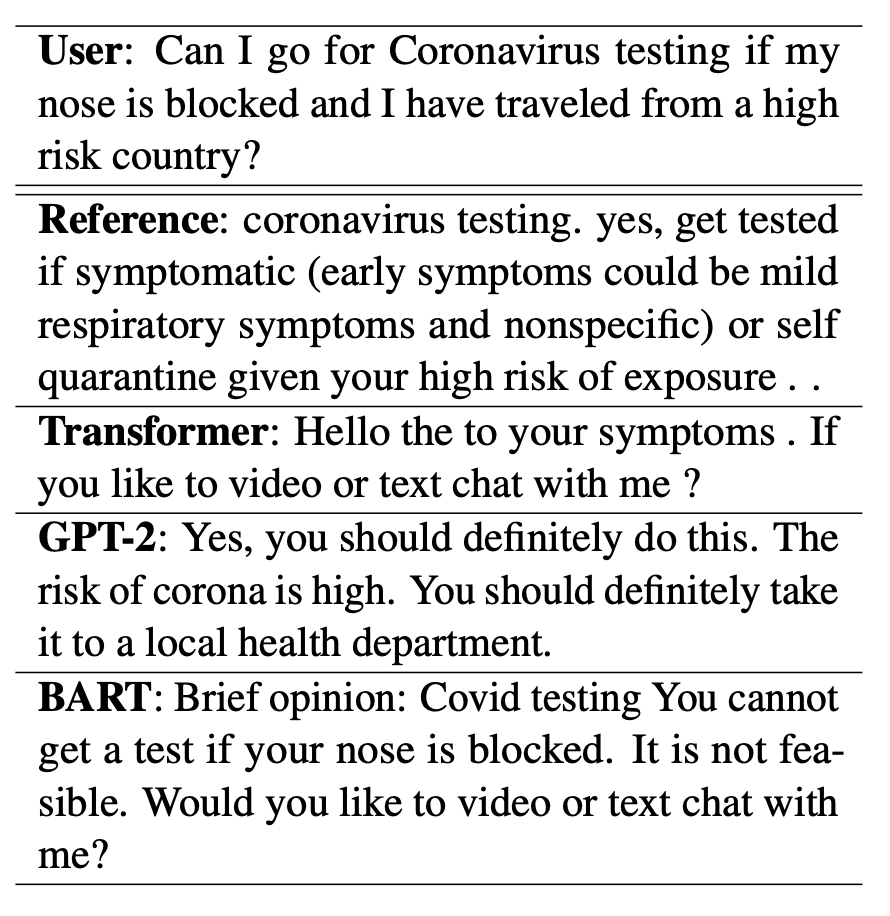 User: Can I go for Coronavirus testing if my
nose is blocked and I have traveled from a high
risk country?
Reference: coronavirus testing. yes, get tested
if symptomatic (early symptoms could be mild
respiratory symptoms and nonspecific) or self
quarantine given your high risk of exposure . .
Transformer: Hello the to your symptoms . If
you like to video or text chat with me ?
GPT-2: Yes, you should definitely do this. The
risk of corona is high. You should definitely take
it to a local health department.
BART: Brief opinion: Covid testing You cannot
get a test if your nose is blocked. It is not fea-
sible. Would you like to video or text chat with
me?